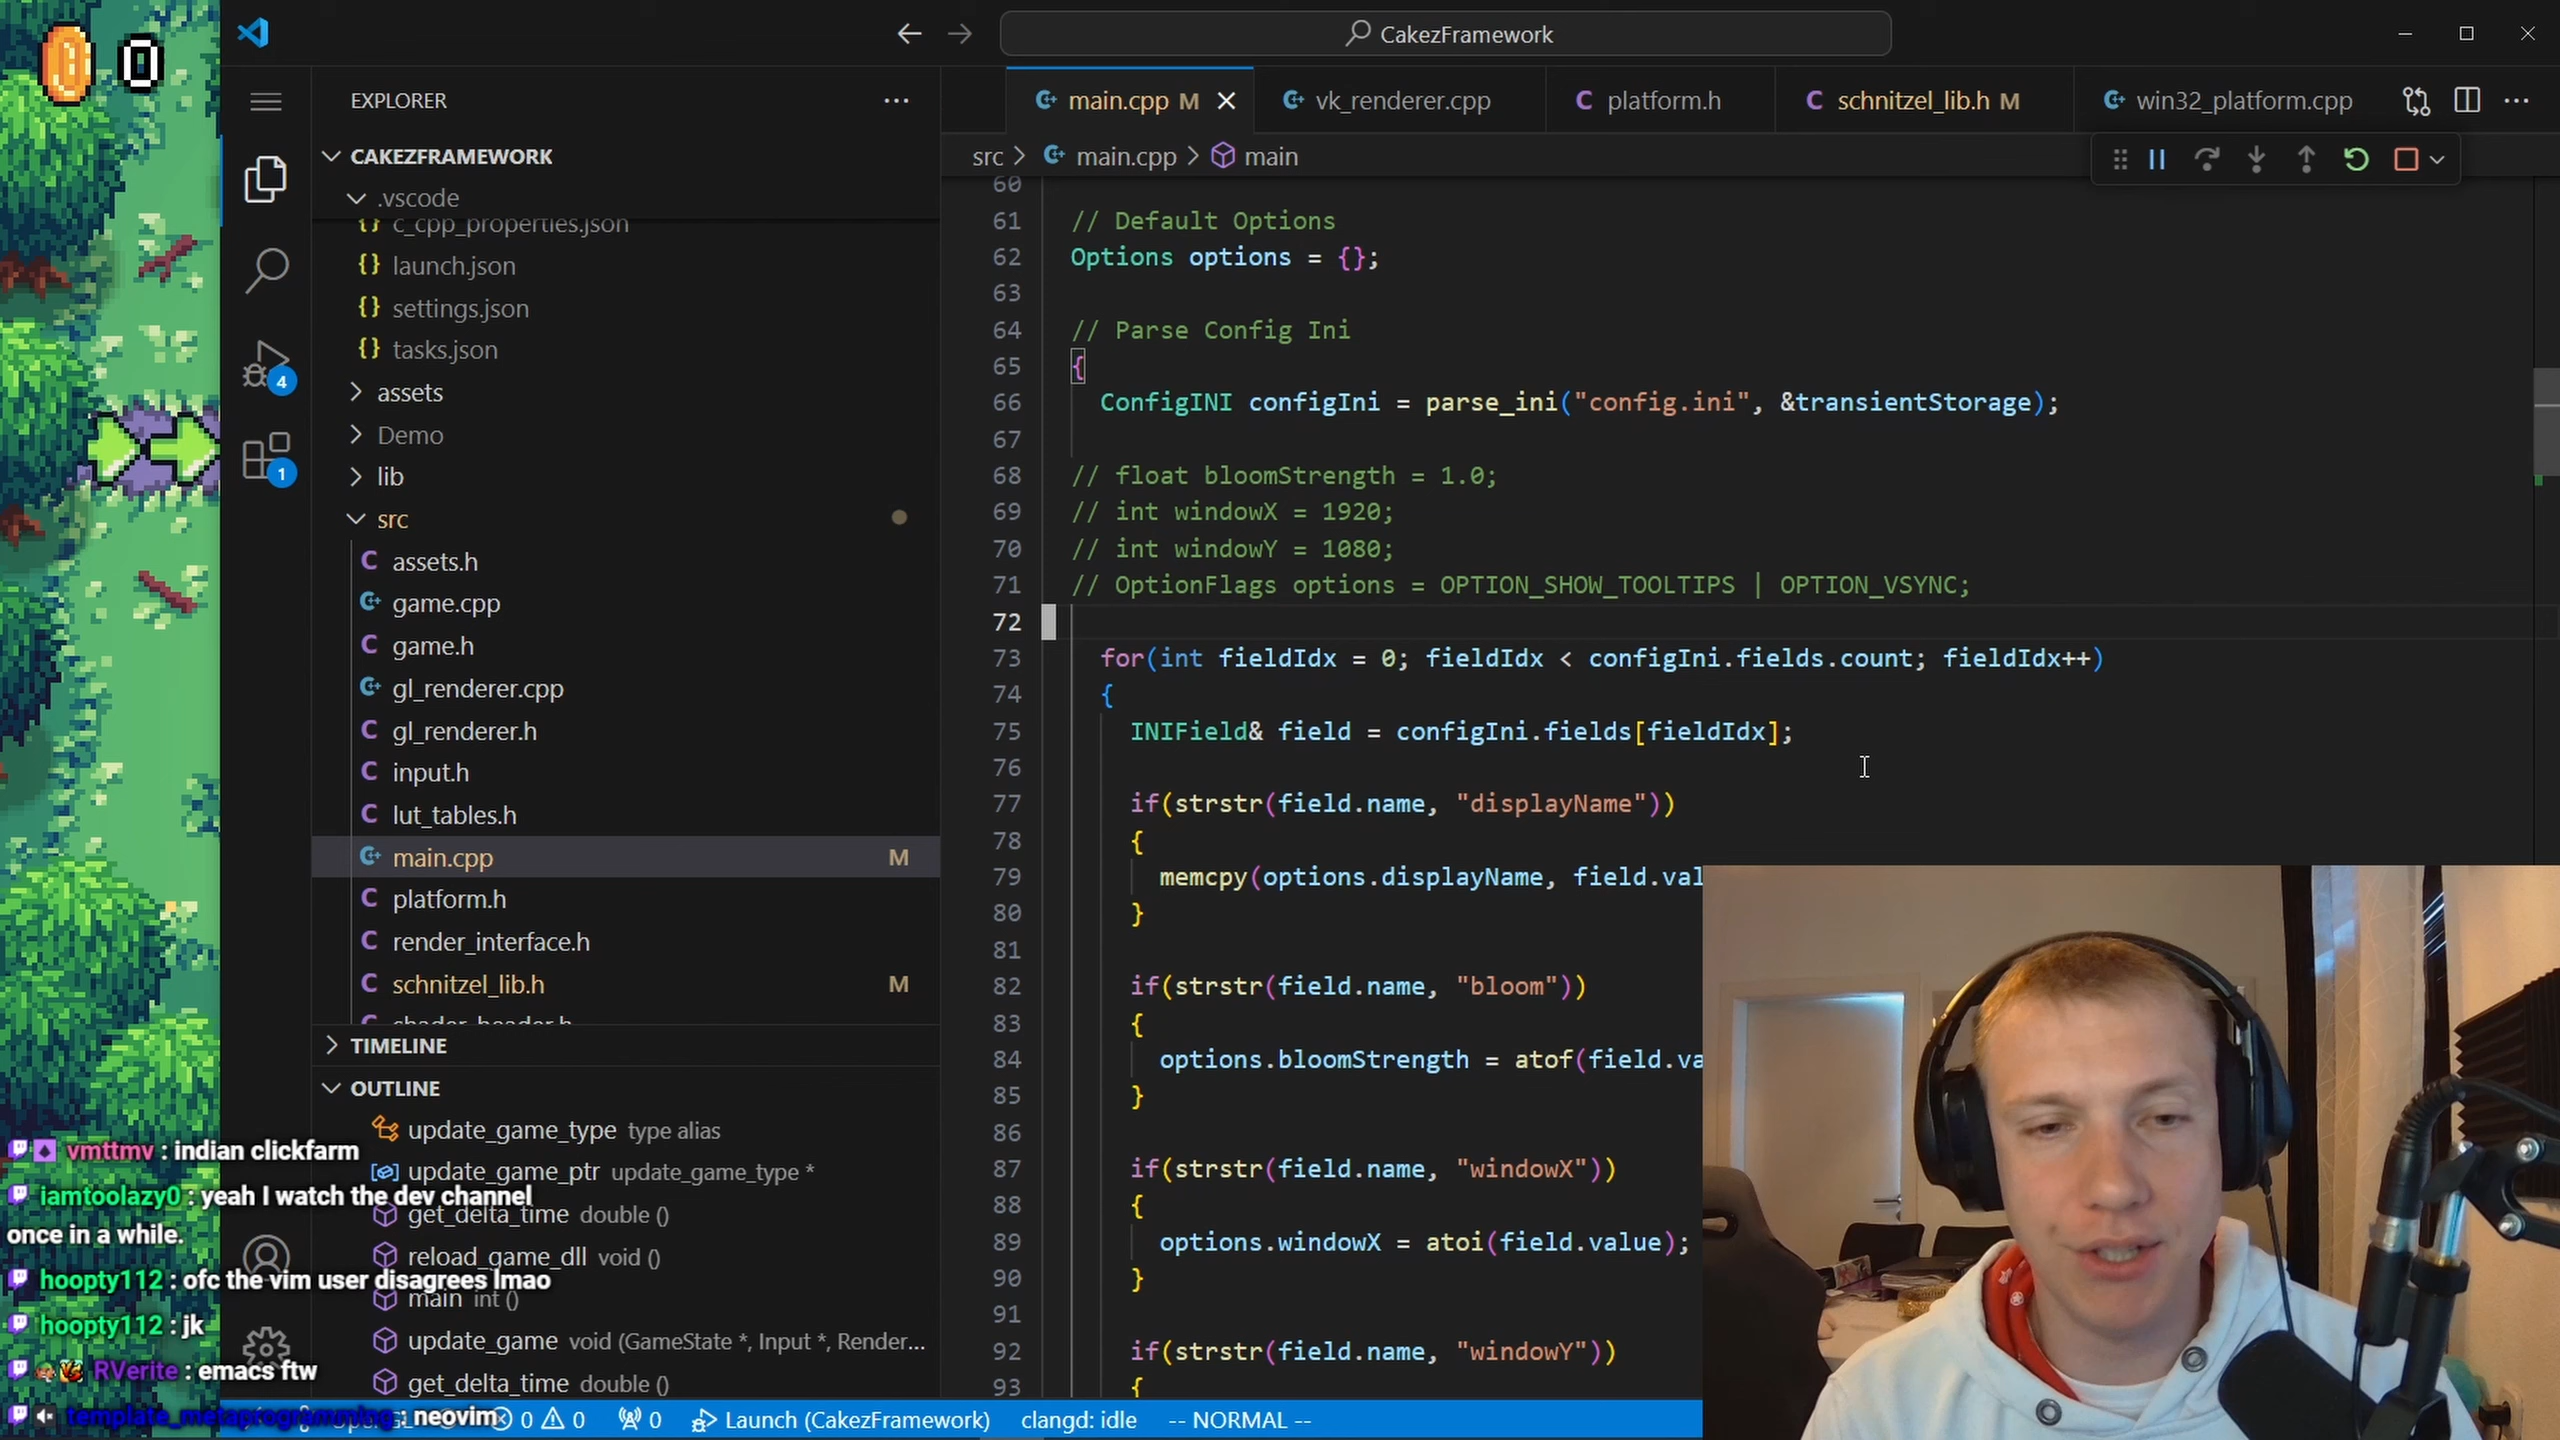 0
CakezFramework
EXPLORER
CAKEZFRAMEWORK
.vscode
c_cpp_properties.json
launch.json
settings.json
tasks.json
assets
Demo
lib
src
assets.h
game.cpp
game.h
gl_renderer.cpp
gl_renderer.h
input.h
lut_tables.h
main.cpp M
platform.h
render_interface.h
schnitzel_lib.h M
shader_header.h
TIMELINE
OUTLINE
update_game_type type alias
update_game_ptr update_game_type *
get_delta_time double ()
reload_game_dll void ()
main int ()
update_game void (GameState *, Input *, Render...
get_delta_time double ()
4
1
main.cpp M
vk_renderer.cpp
platform.h
schnitzel_lib.h M
win32_platform.cpp
src > main.cpp > main
60
61 // Default Options
62 Options options = {};
63
64 // Parse Config Ini
65 {
66 ConfigINI configIni = parse_ini("config.ini", &transientStorage);
67
68 // float bloomStrength = 1.0;
69 // int windowX = 1920;
70 // int windowY = 1080;
71 // OptionFlags options = OPTION_SHOW_TOOLTIPS | OPTION_VSYNC;
72
73 for(int fieldIdx = 0; fieldIdx < configIni.fields.count; fieldIdx++)
74 {
75 INIField& field = configIni.fields[fieldIdx];
76
77 if(strstr(field.name, "displayName"))
78 {
79 memcpy(options.displayName, field.val
80 }
81
82 if(strstr(field.name, "bloom"))
83 {
84 options.bloomStrength = atof(field.va
85 }
86
87 if(strstr(field.name, "windowX"))
88 {
89 options.windowX = atoi(field.value);
90 }
91
92 if(strstr(field.name, "windowY"))
93 {
vmttmv : indian clickfarm
iamtoolazy0 : yeah I watch the dev channel
once in a while.
hoopty112 : ofc the vim user disagrees lmao
hoopty112 : jk
RVerite : emacs ftw
template_metaprogramming : neovim
0 0 0 Launch (CakezFramework) clangd: idle -- NORMAL --